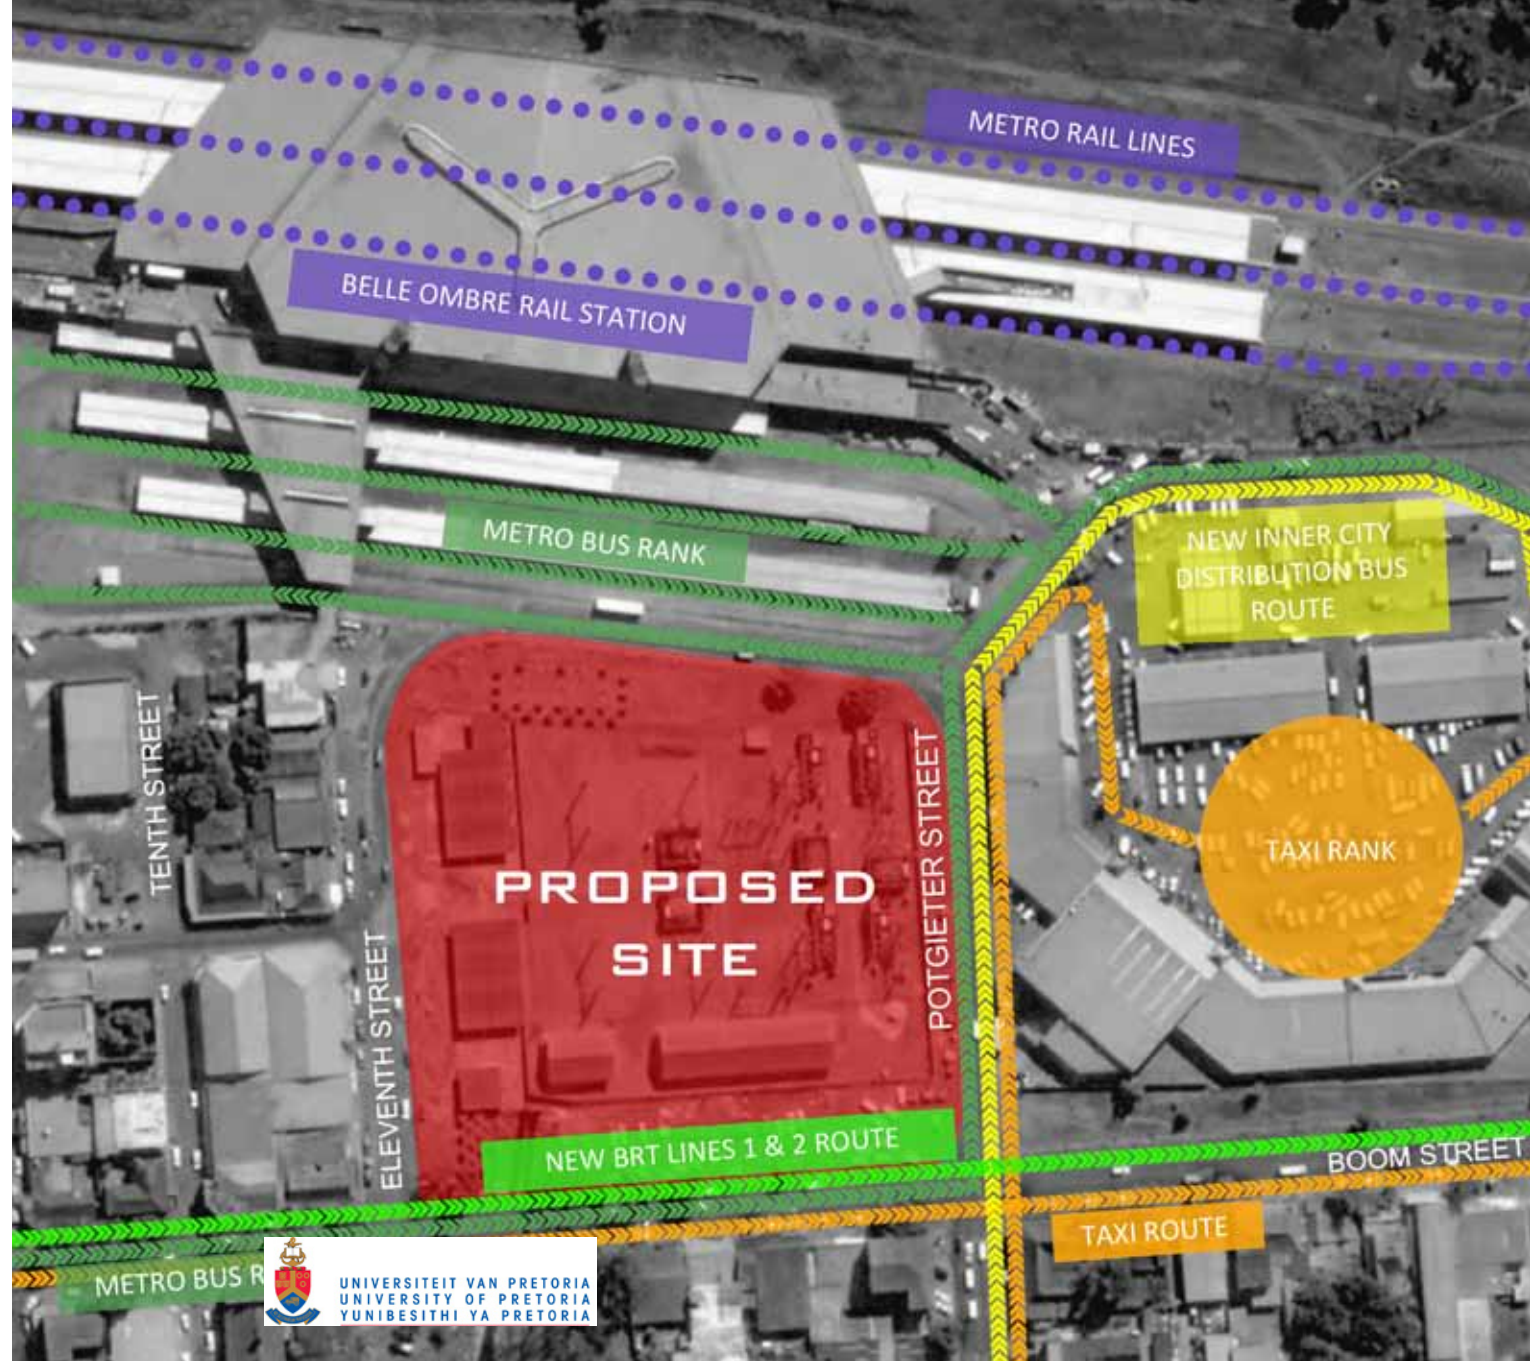 METRO RAIL LINES
BELLE OMBRE RAIL STATION
METRO BUS RANK
NEW INNER CITY
DISTRIBUTION BUS
ROUTE
TENTH STREET
POTGIETER STREET
TAXI RANK
PROPOSED
SITE
ELEVENTH STREET
NEW BRT LINES 1 & 2 ROUTE
BOOM STREET
TAXI ROUTE
METRO BUS R
UNIVERSITEIT VAN PRETORIA
UNIVERSITY OF PRETORIA
YUNIBESITHI YA PRETORIA